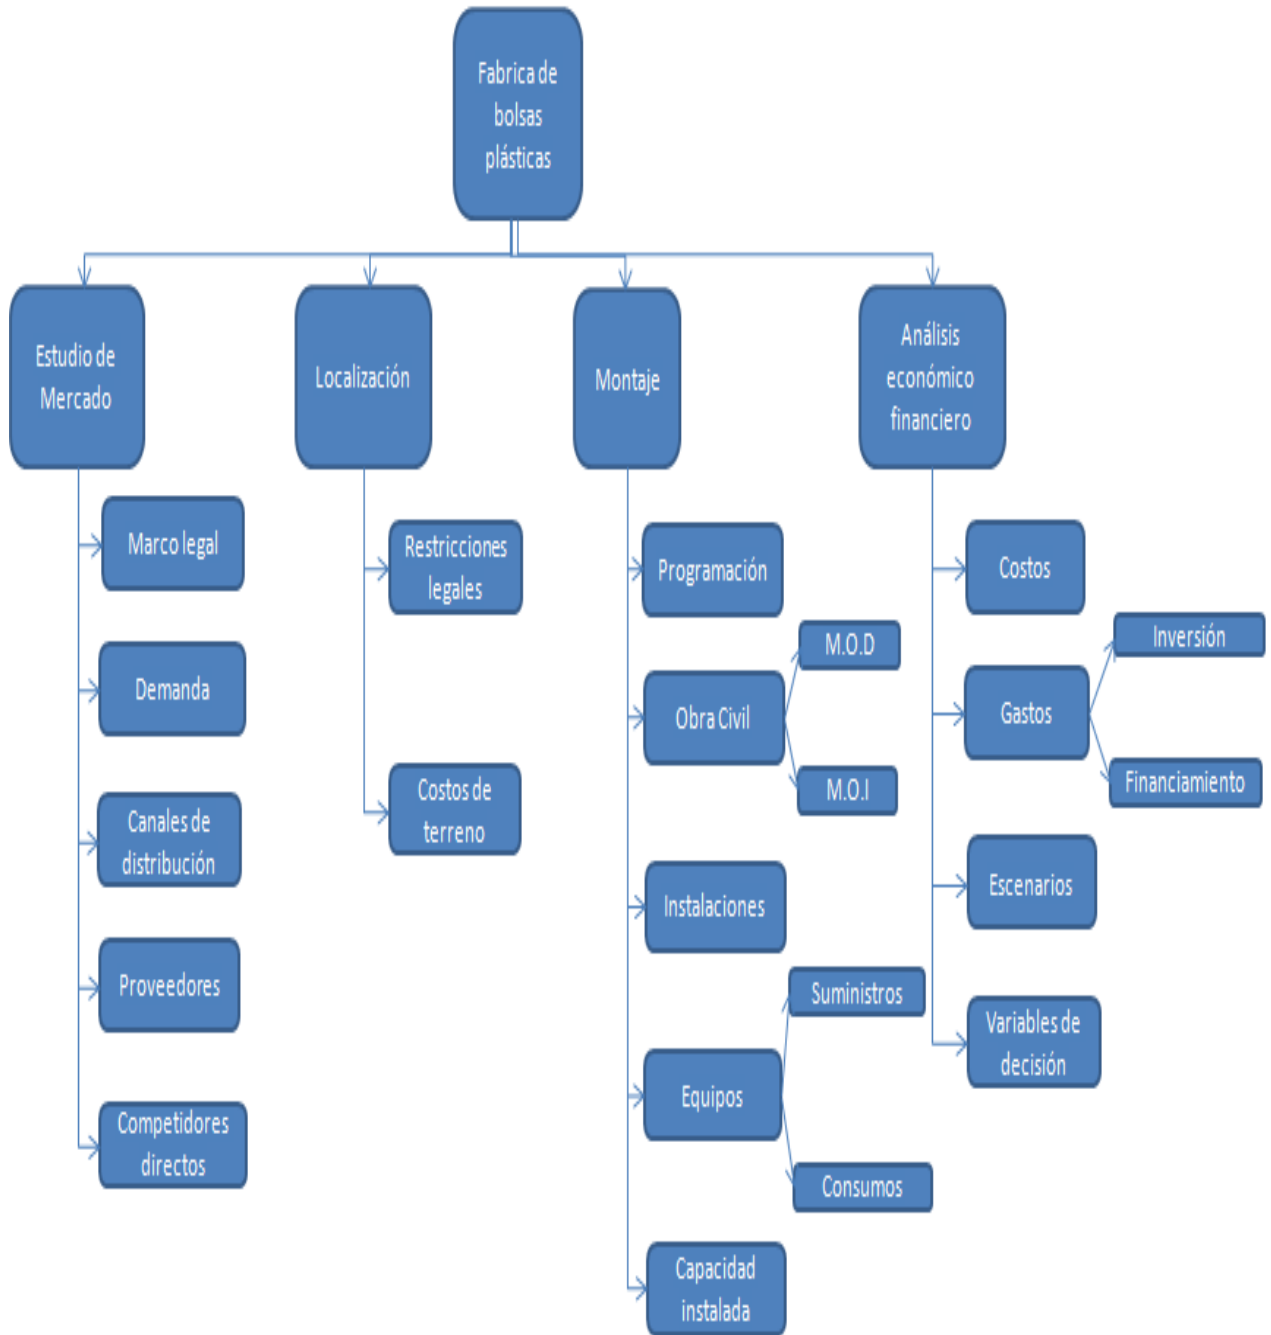 Fabrica de
bolsas
plásticas
Estudio de
Mercado
Localización
Montaje
Análisis
económico
financiero
Marco legal
Demanda
Canales de
distribución
Proveedores
Competidores
directos
Restricciones
legales
Costos de
terreno
Programación
Obra Civil
M.O.D
M.O.I
Instalaciones
Equipos
Suministros
Consumos
Capacidad
instalada
Costos
Gastos
Inversión
Financiamiento
Escenarios
Variables de
decisión